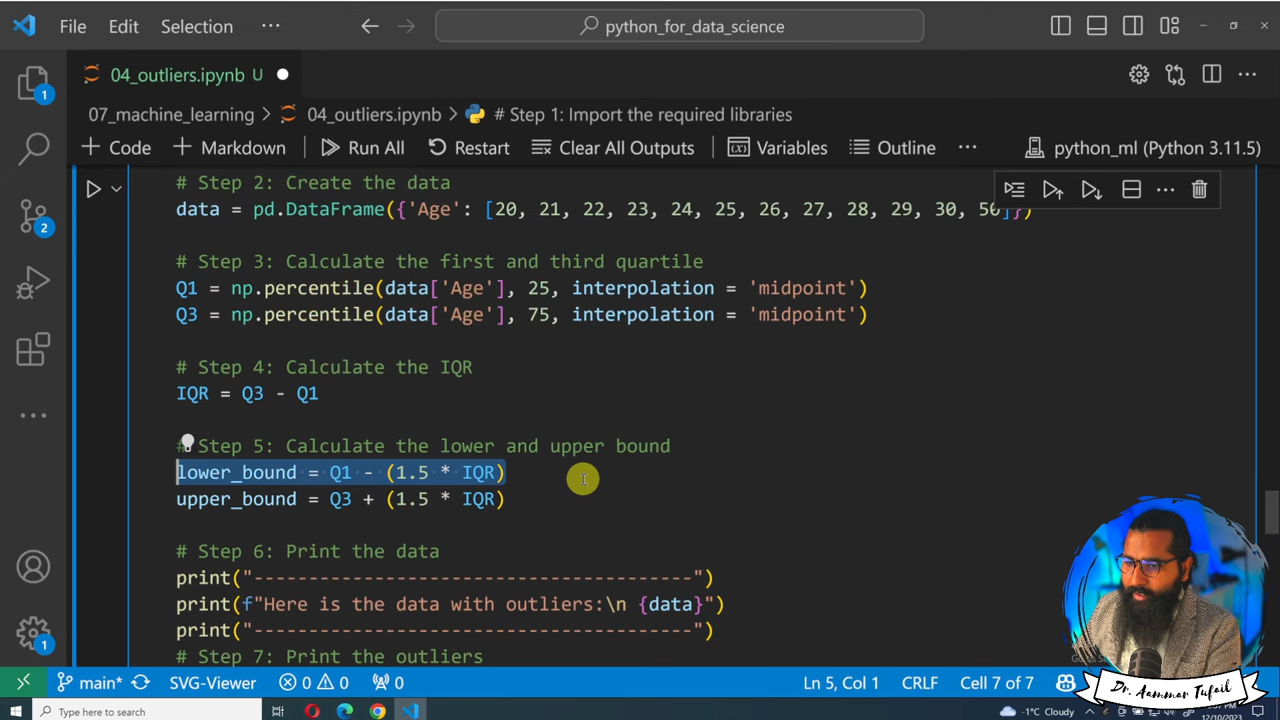 File Edit Selection ··· python_for_data_science
04_outliers.ipynb U
07_machine_learning > 04_outliers.ipynb > # Step 1: Import the required libraries
+ Code + Markdown Run All Restart Clear All Outputs Variables Outline ··· python_ml (Python 3.11.5)
# Step 2: Create the data
data = pd.DataFrame({'Age': [20, 21, 22, 23, 24, 25, 26, 27, 28, 29, 30, 50]})
# Step 3: Calculate the first and third quartile
Q1 = np.percentile(data['Age'], 25, interpolation = 'midpoint')
Q3 = np.percentile(data['Age'], 75, interpolation = 'midpoint')
# Step 4: Calculate the IQR
IQR = Q3 - Q1
# Step 5: Calculate the lower and upper bound
lower_bound = Q1 - (1.5 * IQR)
upper_bound = Q3 + (1.5 * IQR)
# Step 6: Print the data
print("----------------------------------------")
print(f"Here is the data with outliers:\n {data}")
print("----------------------------------------")
# Step 7: Print the outliers
1
2
1
main* SVG-Viewer 0 0 0 Ln 5, Col 1 CRLF Cell 7 of 7
Dr. Aammar Tufail
Type here to search -1°C Cloudy 12/10/2023